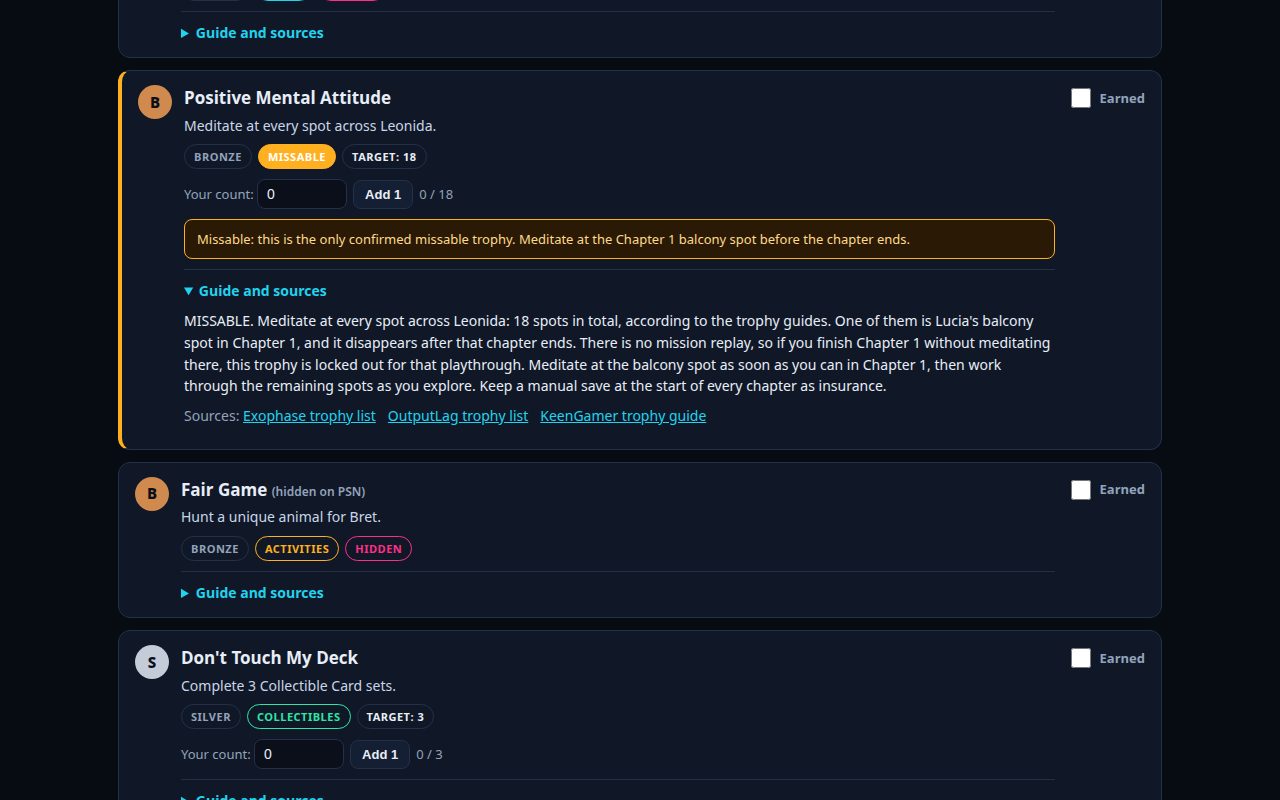 Guide and sources
B
Positive Mental Attitude
Earned
Meditate at every spot across Leonida.
BRONZE MISSABLE TARGET: 18
Your count: 0 Add 1 0 / 18
Missable: this is the only confirmed missable trophy. Meditate at the Chapter 1 balcony spot before the chapter ends.
Guide and sources
MISSABLE. Meditate at every spot across Leonida: 18 spots in total, according to the trophy guides. One of them is Lucia's balcony
spot in Chapter 1, and it disappears after that chapter ends. There is no mission replay, so if you finish Chapter 1 without meditating
there, this trophy is locked out for that playthrough. Meditate at the balcony spot as soon as you can in Chapter 1, then work
through the remaining spots as you explore. Keep a manual save at the start of every chapter as insurance.
Sources: Exophase trophy list OutputLag trophy list KeenGamer trophy guide
B
Fair Game (hidden on PSN)
Earned
Hunt a unique animal for Bret.
BRONZE ACTIVITIES HIDDEN
Guide and sources
S
Don't Touch My Deck
Earned
Complete 3 Collectible Card sets.
SILVER COLLECTIBLES TARGET: 3
Your count: 0 Add 1 0 / 3
Guide and sources